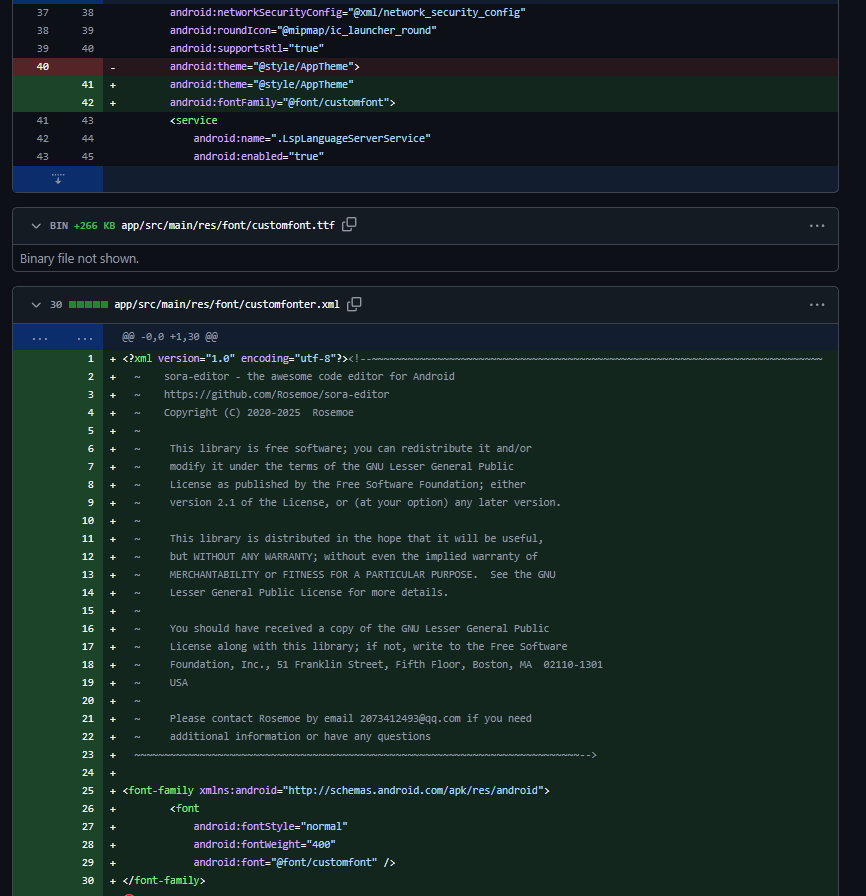 37 38 android:networkSecurityConfig="@xml/network_security_config"
38 39 android:roundIcon="@mipmap/ic_launcher_round"
39 40 android:supportsRtl="true"
40 - android:theme="@style/AppTheme">
41 + android:theme="@style/AppTheme"
42 + android:fontFamily="@font/customfont">
41 43 <service
42 44 android:name=".LspLanguageServerService"
43 45 android:enabled="true"
BIN +266 KB app/src/main/res/font/customfont.ttf
Binary file not shown.
30 app/src/main/res/font/customfonter.xml
... ... @@ -0,0 +1,30 @@
1 + <?xml version="1.0" encoding="utf-8"?><!--~~~~~~~~~~~~~~~~~~~~~~~~~~~~~~~~~~~~~~~~~~~~~~~~~~~~~~~~~~~~~~~~~~~~~~~~~~~
2 + ~    sora-editor - the awesome code editor for Android
3 + ~    https://github.com/Rosemoe/sora-editor
4 + ~    Copyright (C) 2020-2025  Rosemoe
5 + ~
6 + ~     This library is free software; you can redistribute it and/or
7 + ~     modify it under the terms of the GNU Lesser General Public
8 + ~     License as published by the Free Software Foundation; either
9 + ~     version 2.1 of the License, or (at your option) any later version.
10 + ~
11 + ~     This library is distributed in the hope that it will be useful,
12 + ~     but WITHOUT ANY WARRANTY; without even the implied warranty of
13 + ~     MERCHANTABILITY or FITNESS FOR A PARTICULAR PURPOSE.  See the GNU
14 + ~     Lesser General Public License for more details.
15 + ~
16 + ~     You should have received a copy of the GNU Lesser General Public
17 + ~     License along with this library; if not, write to the Free Software
18 + ~     Foundation, Inc., 51 Franklin Street, Fifth Floor, Boston, MA  02110-1301
19 + ~     USA
20 + ~
21 + ~     Please contact Rosemoe by email 2073412493@qq.com if you need
22 + ~     additional information or have any questions
23 + ~~~~~~~~~~~~~~~~~~~~~~~~~~~~~~~~~~~~~~~~~~~~~~~~~~~~~~~~~~~~~~~~~~~~~~~~~~~-->
24 +
25 + <font-family xmlns:android="http://schemas.android.com/apk/res/android">
26 + <font
27 + android:fontStyle="normal"
28 + android:fontWeight="400"
29 + android:font="@font/customfont" />
30 + </font-family>